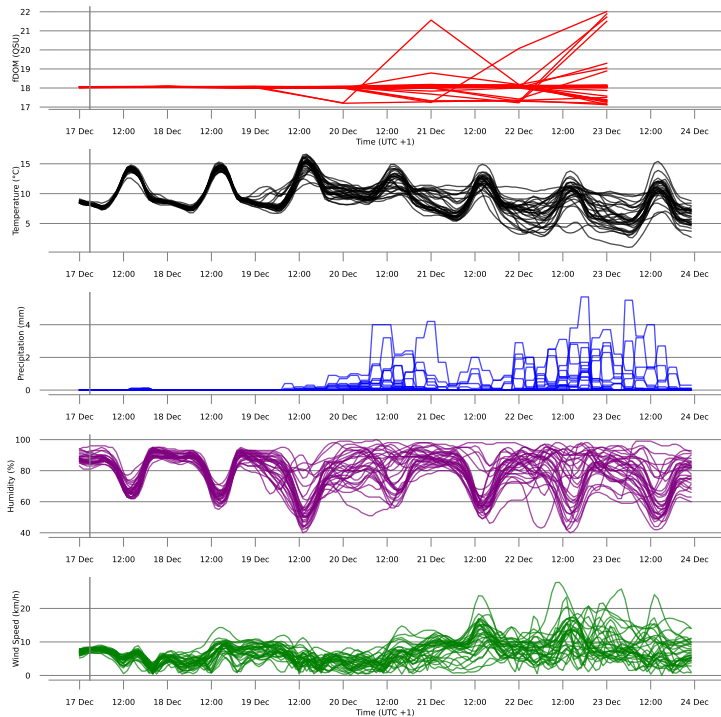 22
21
20
19
18
17
fDOM (QSU)
17 Dec 12:00 18 Dec 12:00 19 Dec 12:00 20 Dec 12:00 21 Dec 12:00 22 Dec 12:00 23 Dec 12:00 24 Dec
Time (UTC +1)
15
10
5
Temperature (°C)
17 Dec 12:00 18 Dec 12:00 19 Dec 12:00 20 Dec 12:00 21 Dec 12:00 22 Dec 12:00 23 Dec 12:00 24 Dec
4
2
0
Precipitation (mm)
17 Dec 12:00 18 Dec 12:00 19 Dec 12:00 20 Dec 12:00 21 Dec 12:00 22 Dec 12:00 23 Dec 12:00 24 Dec
100
80
60
40
Humidity (%)
17 Dec 12:00 18 Dec 12:00 19 Dec 12:00 20 Dec 12:00 21 Dec 12:00 22 Dec 12:00 23 Dec 12:00 24 Dec
20
10
0
Wind Speed (km/h)
17 Dec 12:00 18 Dec 12:00 19 Dec 12:00 20 Dec 12:00 21 Dec 12:00 22 Dec 12:00 23 Dec 12:00 24 Dec
Time (UTC +1)